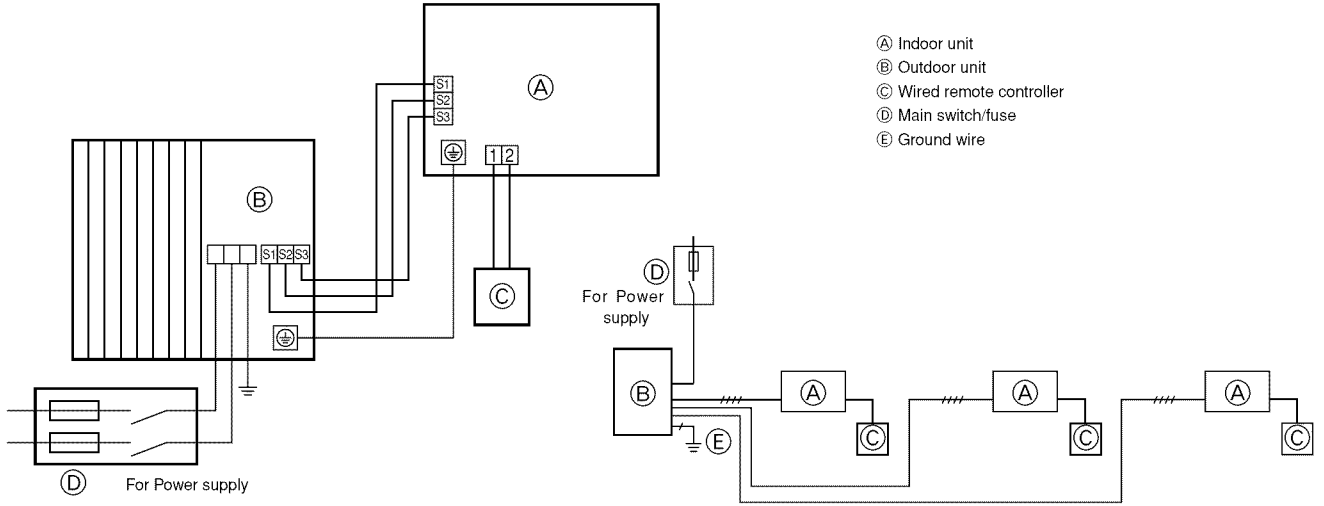 S1
S2
S3
Ⓐ
1 2
Ⓑ
S1 S2 S3
Ⓒ
Ⓓ
For Power supply
Ⓐ Indoor unit
Ⓑ Outdoor unit
Ⓒ Wired remote controller
Ⓓ Main switch/fuse
Ⓔ Ground wire
Ⓓ
For Power
supply
Ⓑ
Ⓐ
Ⓐ
Ⓐ
Ⓒ
Ⓒ
Ⓒ
Ⓔ